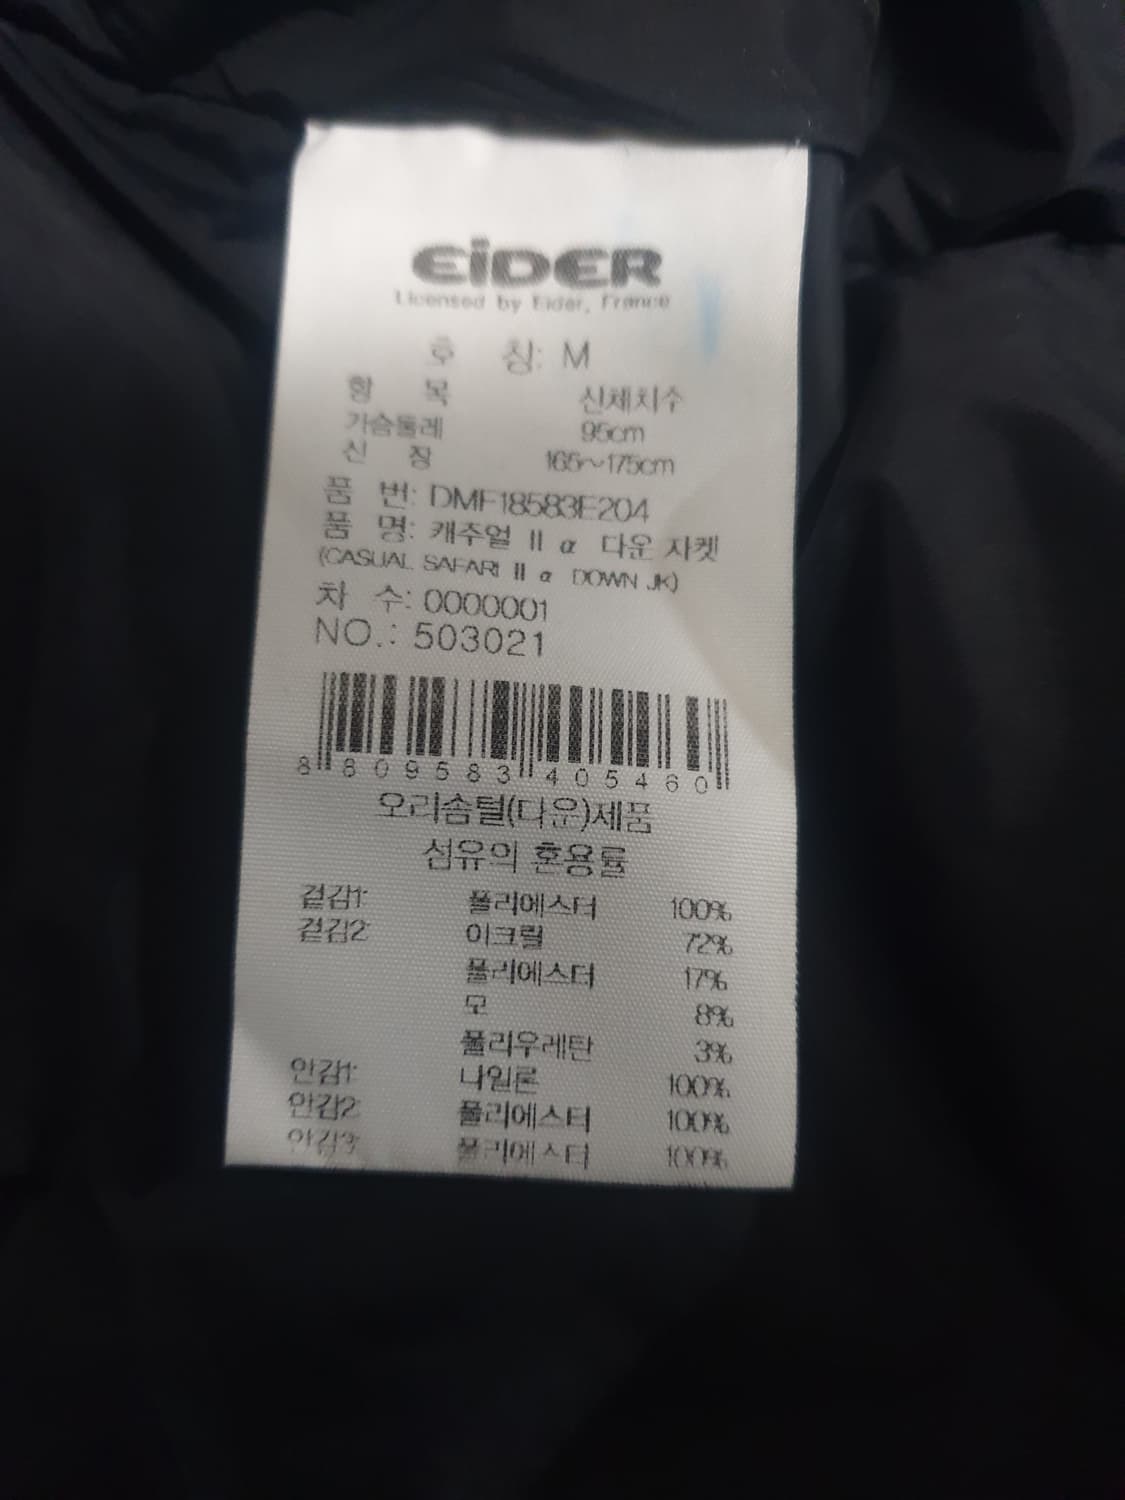 EiDER
Licensed by Eider, France
호 칭: M
항 목 신체치수
가슴둘레 95cm
신 장 165~175cm
품 번: DMF18583E204
품 명: 캐주얼 II α 다운 자켓
(CASUAL SAFARI II α DOWN JK)
차 수: 0000001
NO.: 503021
8 809583 405460
오리솜털(다운)제품
섬유의 혼용률
겉감1: 폴리에스터 100%
겉감2: 아크릴 72%
폴리에스터 17%
모 8%
폴리우레탄 3%
안감1: 나일론 100%
안감2: 폴리에스터 100%
안감3: 폴리에스터 100%